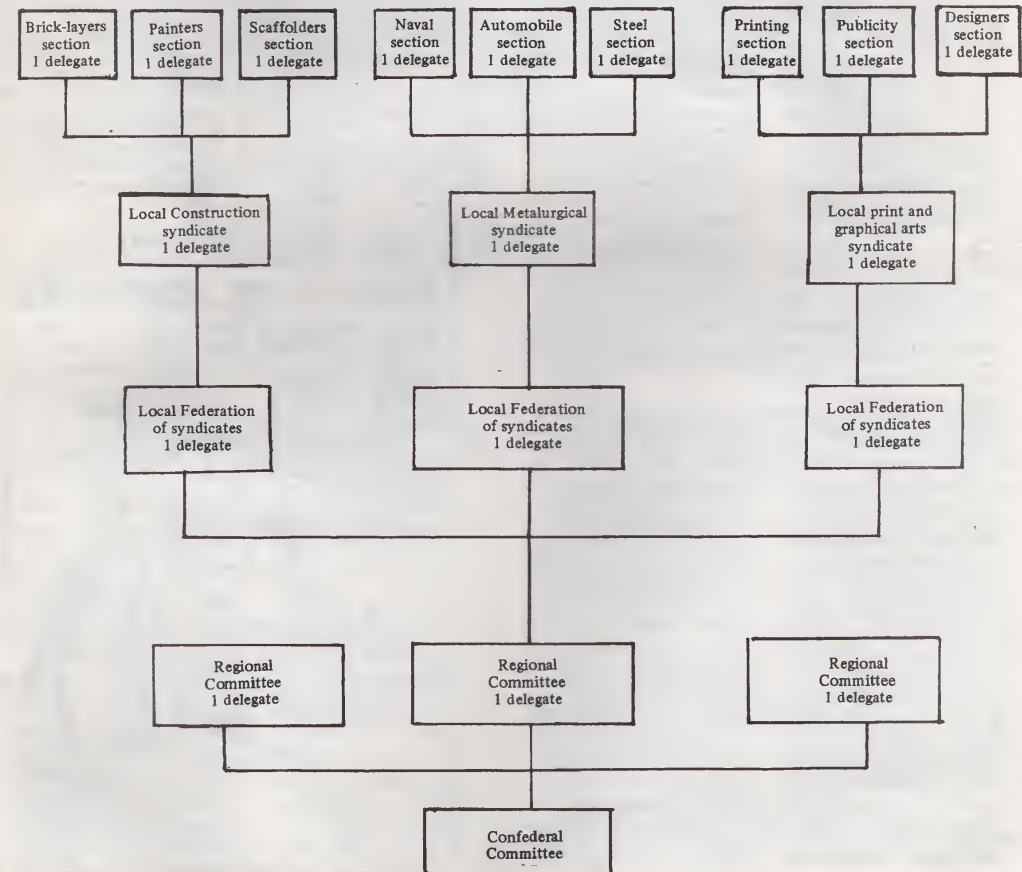 Brick-layers
section
1 delegate
Painters
section
1 delegate
Scaffolders
section
1 delegate
Naval
section
1 delegate
Automobile
section
1 delegate
Steel
section
1 delegate
Printing
section
1 delegate
Publicity
section
1 delegate
Designers
section
1 delegate
Local Construction
syndicate
1 delegate
Local Metalurgical
syndicate
1 delegate
Local print and
graphical arts
syndicate
1 delegate
Local Federation
of syndicates
1 delegate
Local Federation
of syndicates
1 delegate
Local Federation
of syndicates
1 delegate
Regional
Committee
1 delegate
Regional
Committee
1 delegate
Regional
Committee
1 delegate
Confederal
Committee